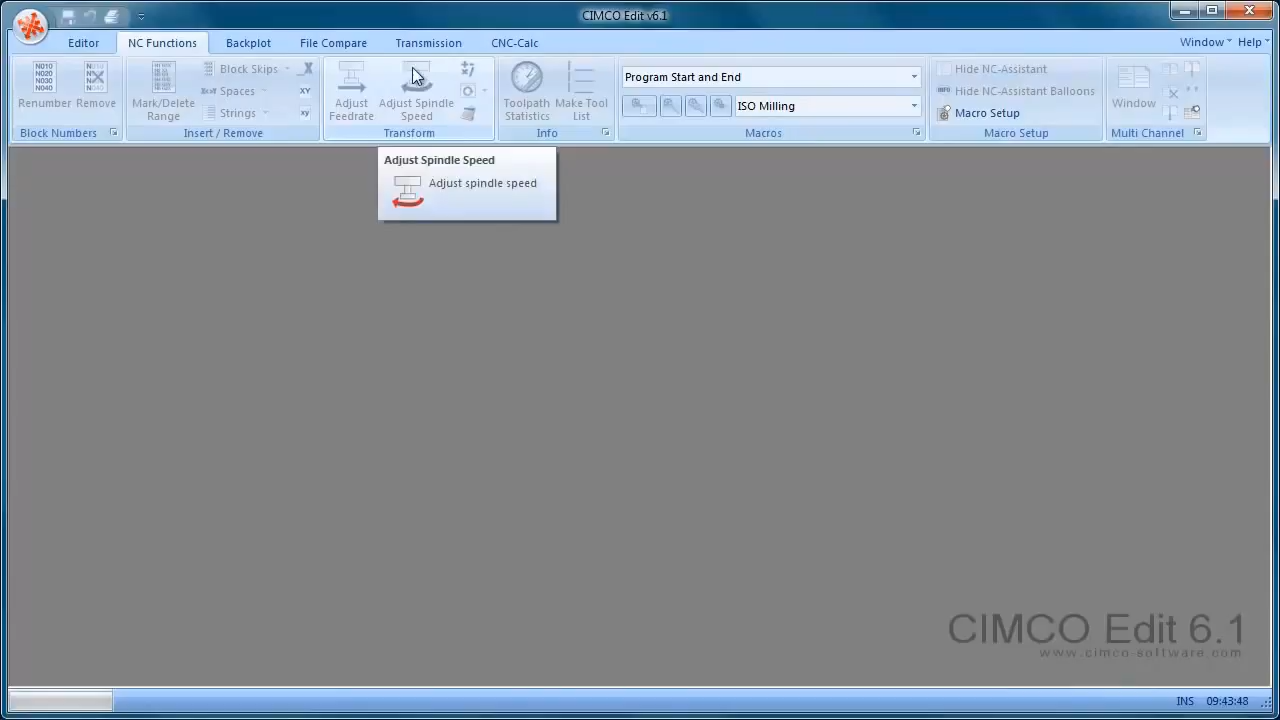 CIMCO Edit v6.1
Editor
NC Functions
Backplot
File Compare
Transmission
NC-Calc
Window
Help
Renumber
Remove
Block Numbers
Mark/Delete
Range
Block Skips
Spaces
Strings
Insert / Remove
Adjust
Feedrate
Adjust Spindle
Speed
Transform
Toolpath
Statistics
Make Tool
List
Info
Program Start and End
ISO Milling
Macros
Hide NC-Assistant
Hide NC-Assistant Balloons
Macro Setup
Macro Setup
Window
Multi Channel
Adjust Spindle Speed
Adjust spindle speed
CIMCO Edit 6.1
www.cimco-software.com
INS 09:43:48